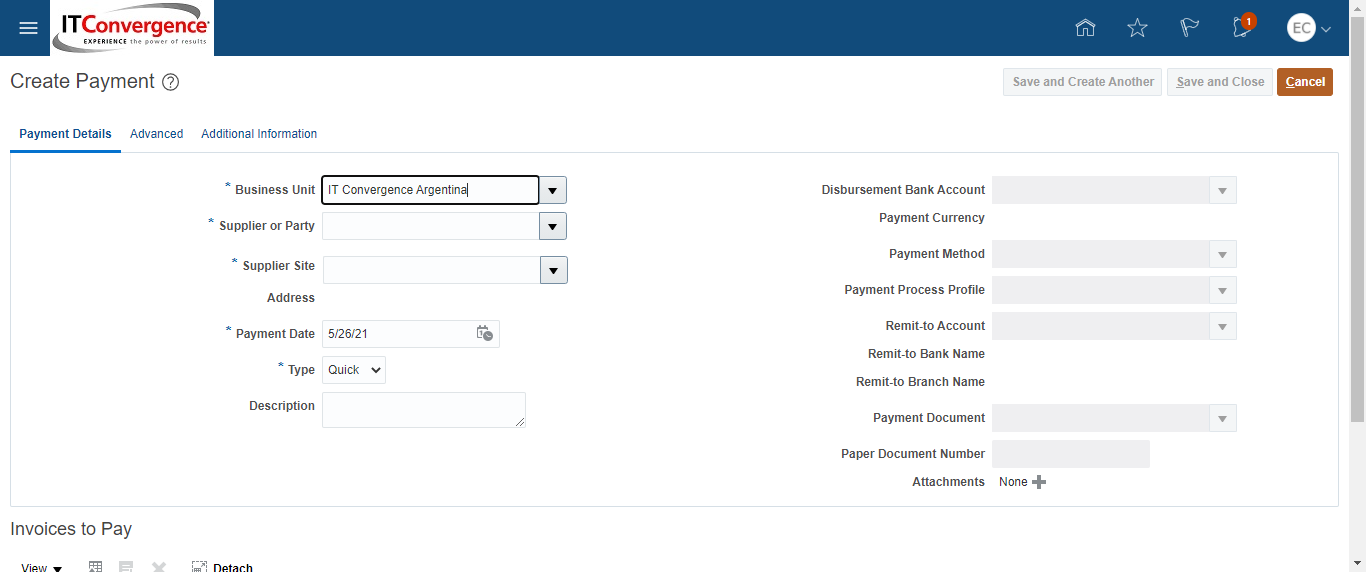 ITConvergence
EXPERIENCE the power of results
1
EC
Create Payment ?
Save and Create Another
Save and Close
Cancel
Payment Details
Advanced
Additional Information
* Business Unit IT Convergence Argentina
* Supplier or Party
* Supplier Site
Address
* Payment Date 5/26/21
* Type Quick
Description
Disbursement Bank Account
Payment Currency
Payment Method
Payment Process Profile
Remit-to Account
Remit-to Bank Name
Remit-to Branch Name
Payment Document
Paper Document Number
Attachments None
Invoices to Pay
View Detach